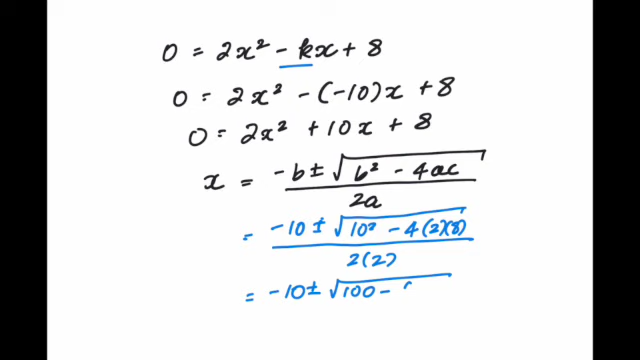 0 = 2x² - kx + 8
0 = 2x² - (-10)x + 8
0 = 2x² + 10x + 8
x = -b ± √(b² - 4ac) / 2a
= -10 ± √(10² - 4(2)(8)) / 2(2)
= -10 ± √(100 -